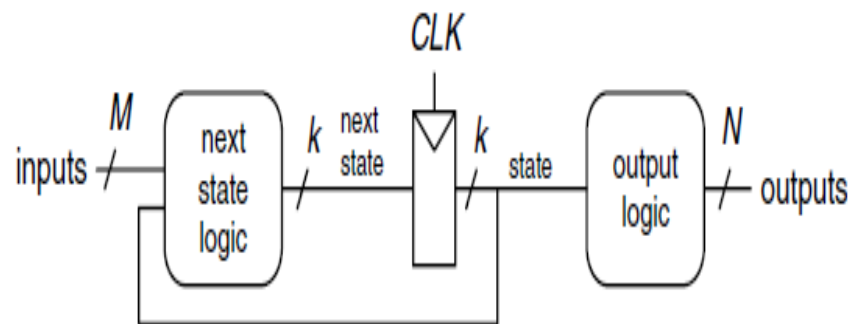 CLK
M
inputs
next
state
logic
k
next
state
k
state
output
logic
N
outputs